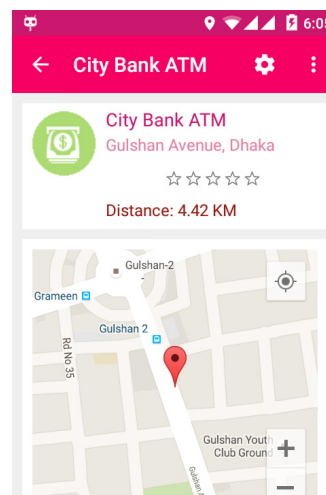 6:05
City Bank ATM
City Bank ATM
Gulshan Avenue, Dhaka
Distance: 4.42 KM
Gulshan-2
Grameen
Gulshan 2
Rd No 35
Gulshan Youth
Club Ground
Gulshan A